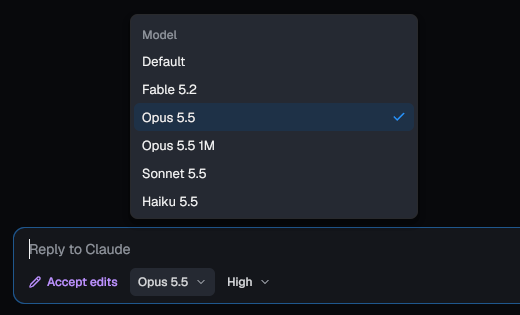 Model
Default
Fable 5.2
Opus 5.5
Opus 5.5 1M
Sonnet 5.5
Haiku 5.5
Reply to Claude
Accept edits Opus 5.5 High